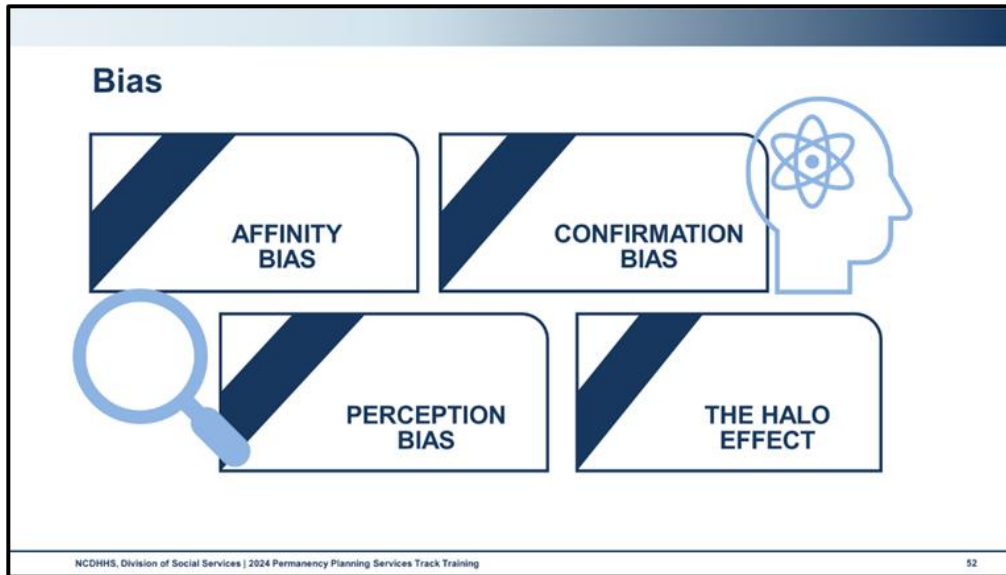 Bias
AFFINITY
BIAS
CONFIRMATION
BIAS
PERCEPTION
BIAS
THE HALO
EFFECT
NCDHHS, Division of Social Services | 2024 Permanency Planning Services Track Training
52